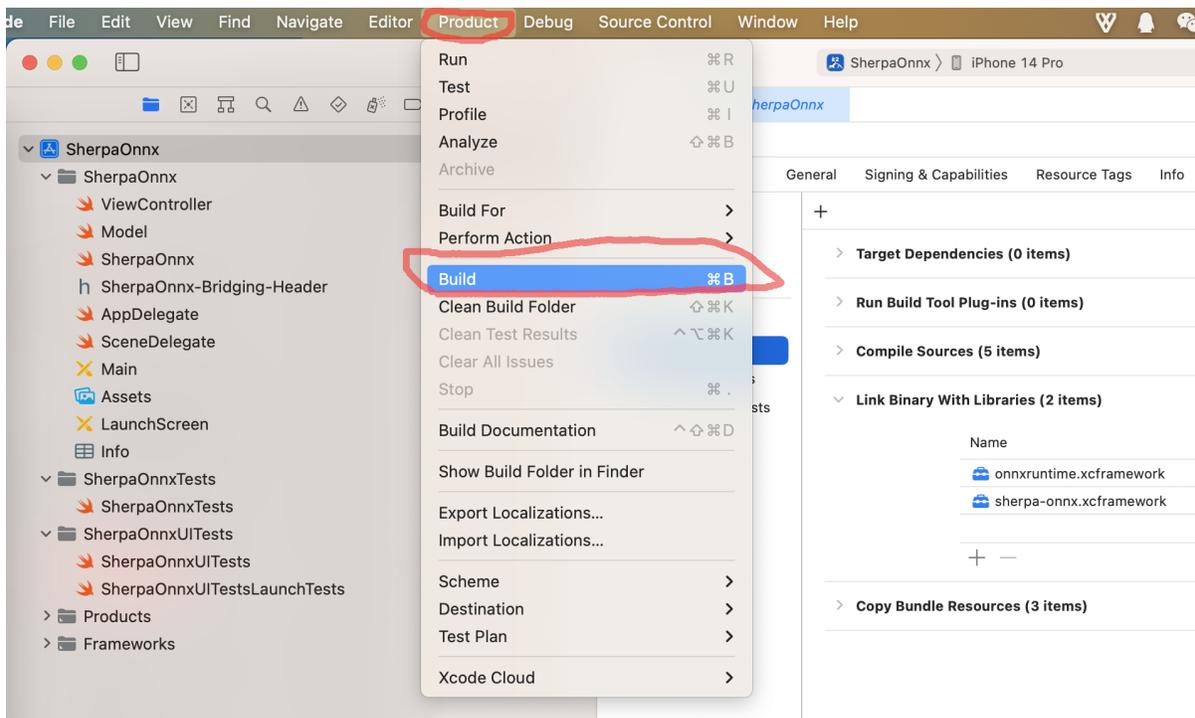 de File Edit View Find Navigate Editor Product Debug Source Control Window Help
SherpaOnnx 〉 iPhone 14 Pro
herpaOnnx
SherpaOnnx
SherpaOnnx
ViewController
Model
SherpaOnnx
h SherpaOnnx-Bridging-Header
AppDelegate
SceneDelegate
Main
Assets
LaunchScreen
Info
SherpaOnnxTests
SherpaOnnxTests
SherpaOnnxUITests
SherpaOnnxUITests
SherpaOnnxUITestsLaunchTests
Products
Frameworks
Run ⌘R
Test ⌘U
Profile ⌘I
Analyze ⇧⌘B
Archive
Build For
Perform Action
Build ⌘B
Clean Build Folder ⇧⌘K
Clean Test Results ^⌥⌘K
Clear All Issues
Stop ⌘.
Build Documentation ^⇧⌘D
Show Build Folder in Finder
Export Localizations...
Import Localizations...
Scheme
Destination
Test Plan
Xcode Cloud
s
sts
General Signing & Capabilities Resource Tags Info
+
Target Dependencies (0 items)
Run Build Tool Plug-ins (0 items)
Compile Sources (5 items)
Link Binary With Libraries (2 items)
Name
onnxruntime.xcframework
sherpa-onnx.xcframework
+ —
Copy Bundle Resources (3 items)